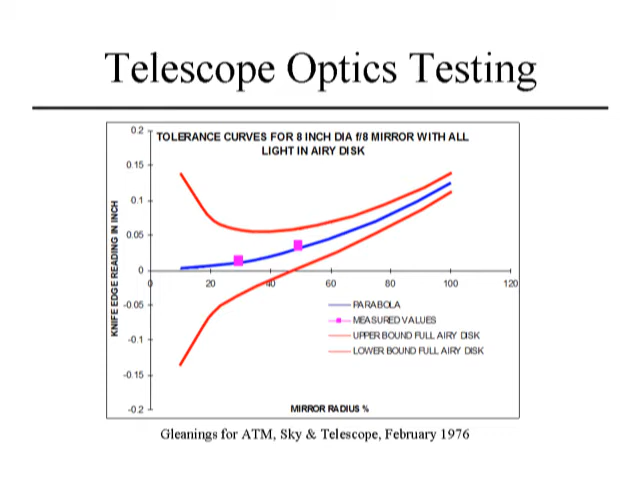 Telescope Optics Testing
TOLERANCE CURVES FOR 8 INCH DIA f/8 MIRROR WITH ALL
LIGHT IN AIRY DISK
KNIFE EDGE READING IN INCH
0.2
0.15
0.1
0.05
0
-0.05
-0.1
-0.15
-0.2
0 20 40 60 80 100 120
PARABOLA
MEASURED VALUES
UPPER BOUND FULL AIRY DISK
LOWER BOUND FULL AIRY DISK
MIRROR RADIUS %
Gleanings for ATM, Sky & Telescope, February 1976